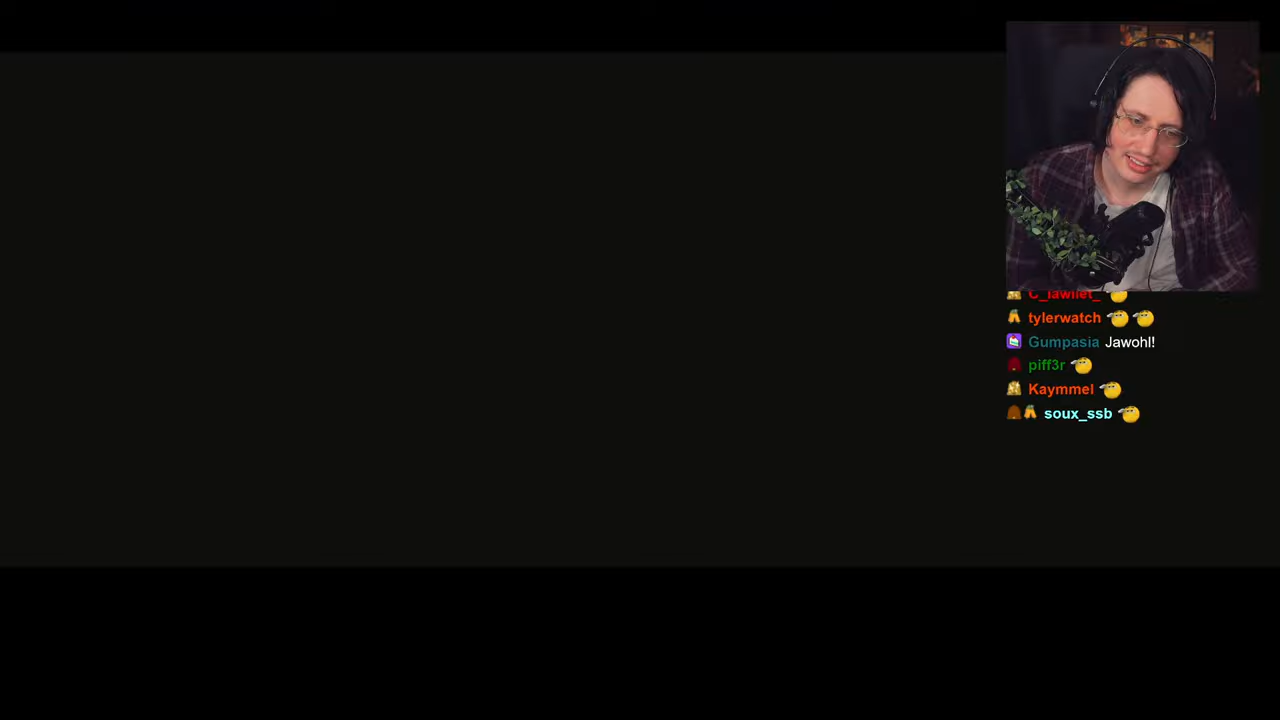 tylerwatch
Gumpasia Jawohl!
piff3r
Kaymmel
soux_ssb